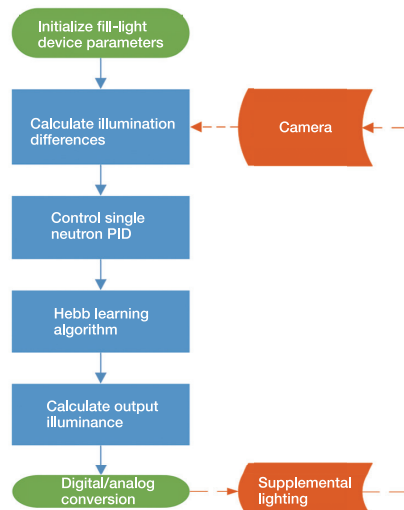 Initialize fill-light
device parameters
Calculate illumination
differences
Camera
Control single
neutron PID
Hebb learning
algorithm
Calculate output
illuminance
Digital/analog
conversion
Supplemental
lighting